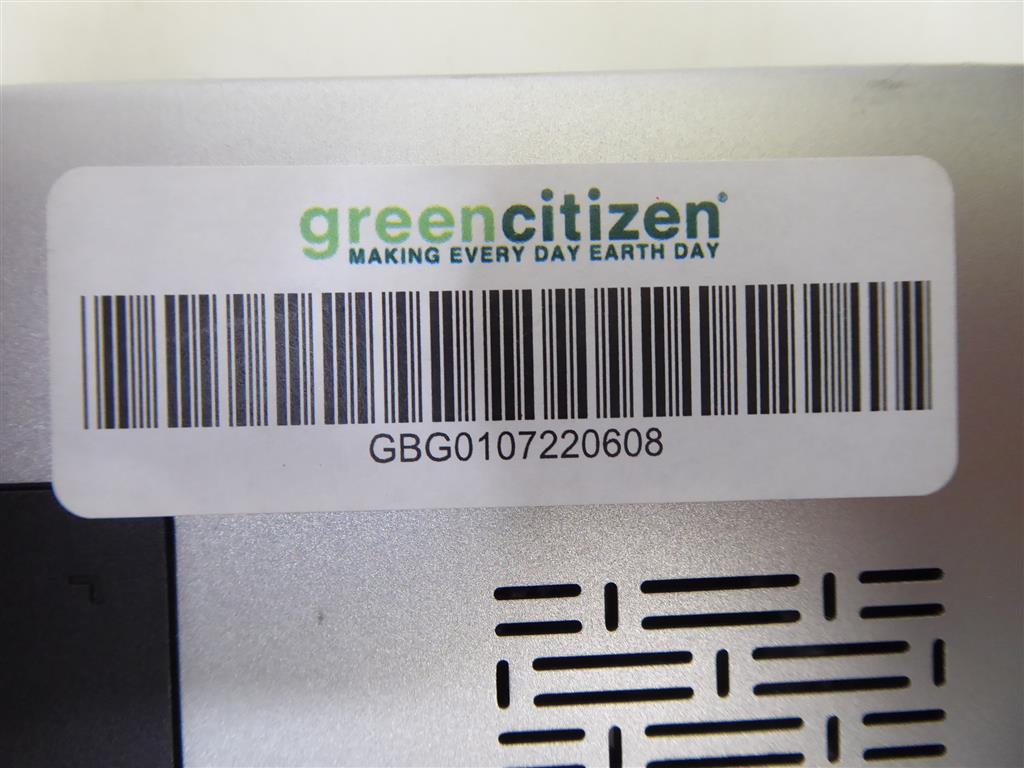 greencitizen®
MAKING EVERY DAY EARTH DAY
GBG0107220608